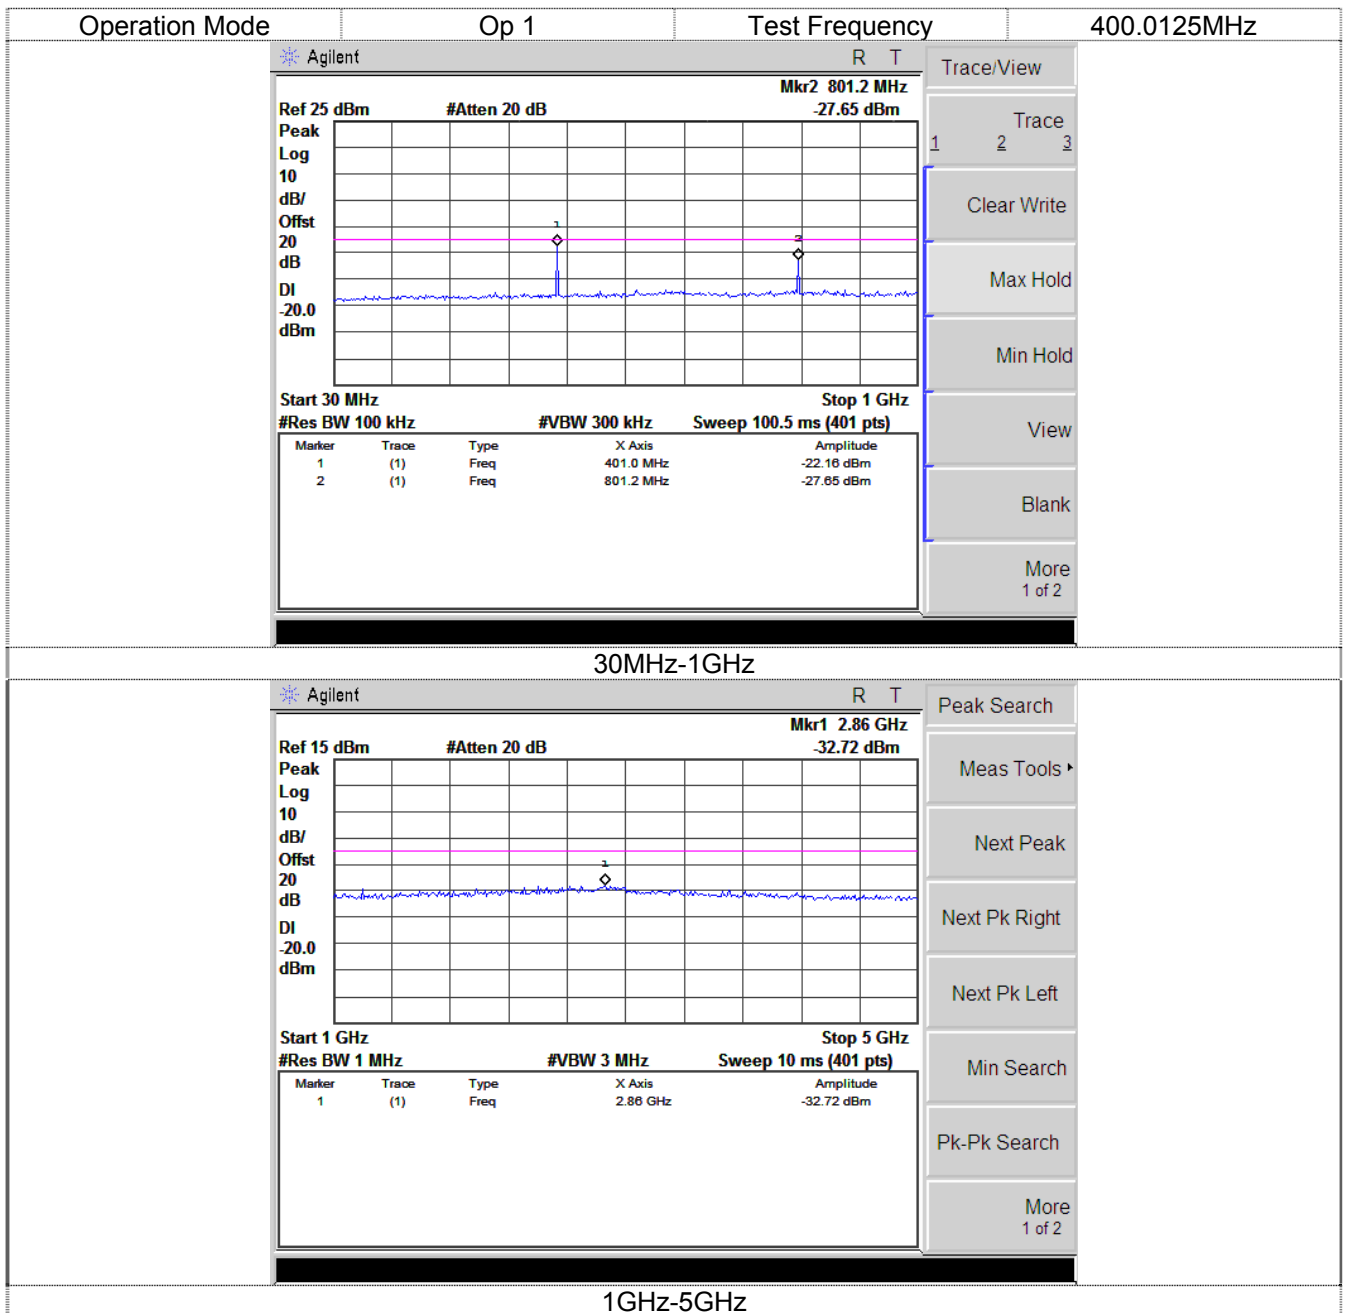 Operation Mode Op 1 Test Frequency 400.0125MHz
Agilent R T
Mkr2 801.2 MHz
Ref 25 dBm #Atten 20 dB -27.65 dBm
Peak
Log
10
dB/
Offst
20
dB
DI
-20.0
dBm
1
2
Start 30 MHz Stop 1 GHz
#Res BW 100 kHz #VBW 300 kHz Sweep 100.5 ms (401 pts)
Marker Trace Type X Axis Amplitude
1 (1) Freq 401.0 MHz -22.16 dBm
2 (1) Freq 801.2 MHz -27.65 dBm
Trace/View
Trace
1 2 3
Clear Write
Max Hold
Min Hold
View
Blank
More
1 of 2
30MHz-1GHz
Agilent R T
Mkr1 2.86 GHz
Ref 15 dBm #Atten 20 dB -32.72 dBm
Peak
Log
10
dB/
Offst
20
dB
DI
-20.0
dBm
1
Start 1 GHz Stop 5 GHz
#Res BW 1 MHz #VBW 3 MHz Sweep 10 ms (401 pts)
Marker Trace Type X Axis Amplitude
1 (1) Freq 2.86 GHz -32.72 dBm
Peak Search
Meas Tools
Next Peak
Next Pk Right
Next Pk Left
Min Search
Pk-Pk Search
More
1 of 2
1GHz-5GHz